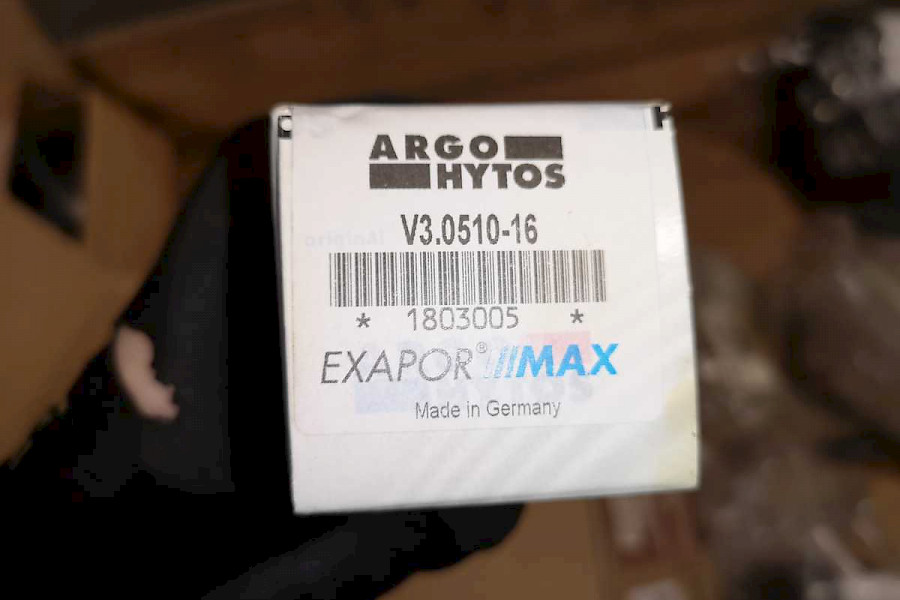 ARGO
HYTOS
V3.0510-16
* 1803005 *
EXAPOR® MAX
Made in Germany